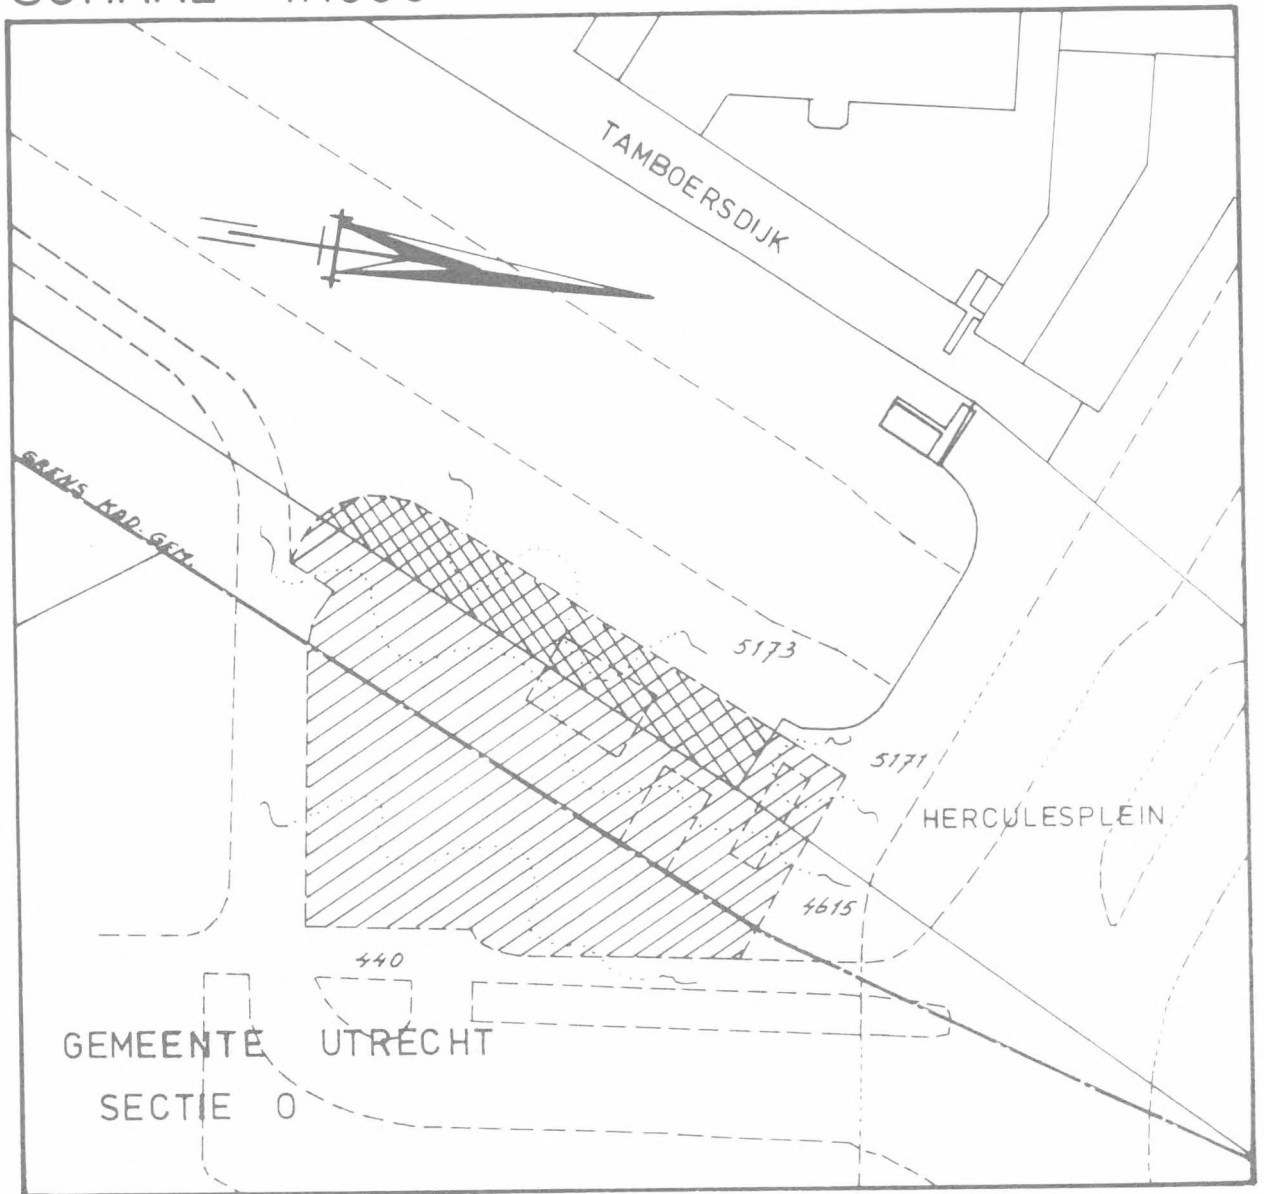 TAMBOERSDIJK
GRENS KAD. GEM.
5173
5171
HERCULESPLEIN
4615
440
GEMEENTE UTRECHT
SECTIE O